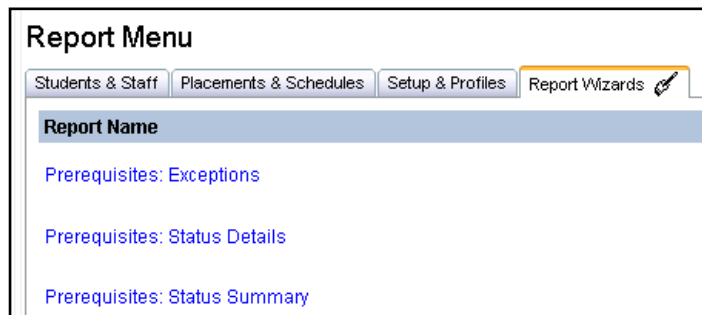 Report Menu
Students & Staff Placements & Schedules Setup & Profiles Report Wizards
Report Name
Prerequisites: Exceptions
Prerequisites: Status Details
Prerequisites: Status Summary